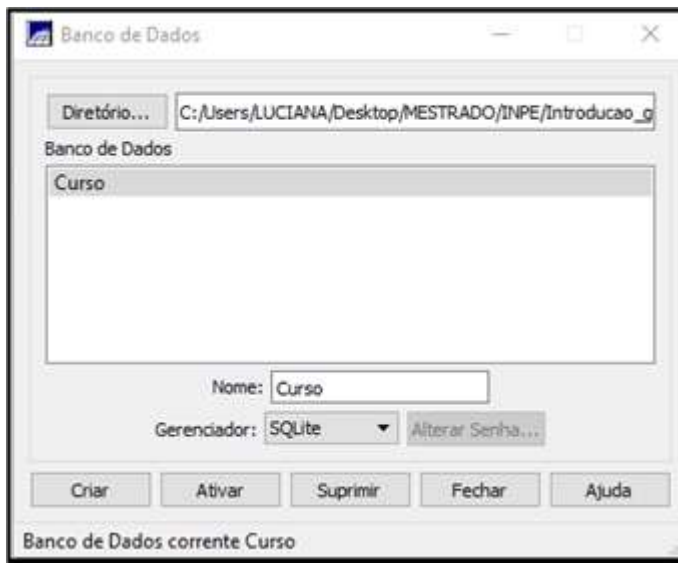 Banco de Dados
Diretório... C:/Users/LUCIANA/Desktop/MESTRADO/INPE/Introducao_g
Banco de Dados
Curso
Nome: Curso
Gerenciador: SQLite Alterar Senha...
Criar Ativar Suprimir Fechar Ajuda
Banco de Dados corrente Curso